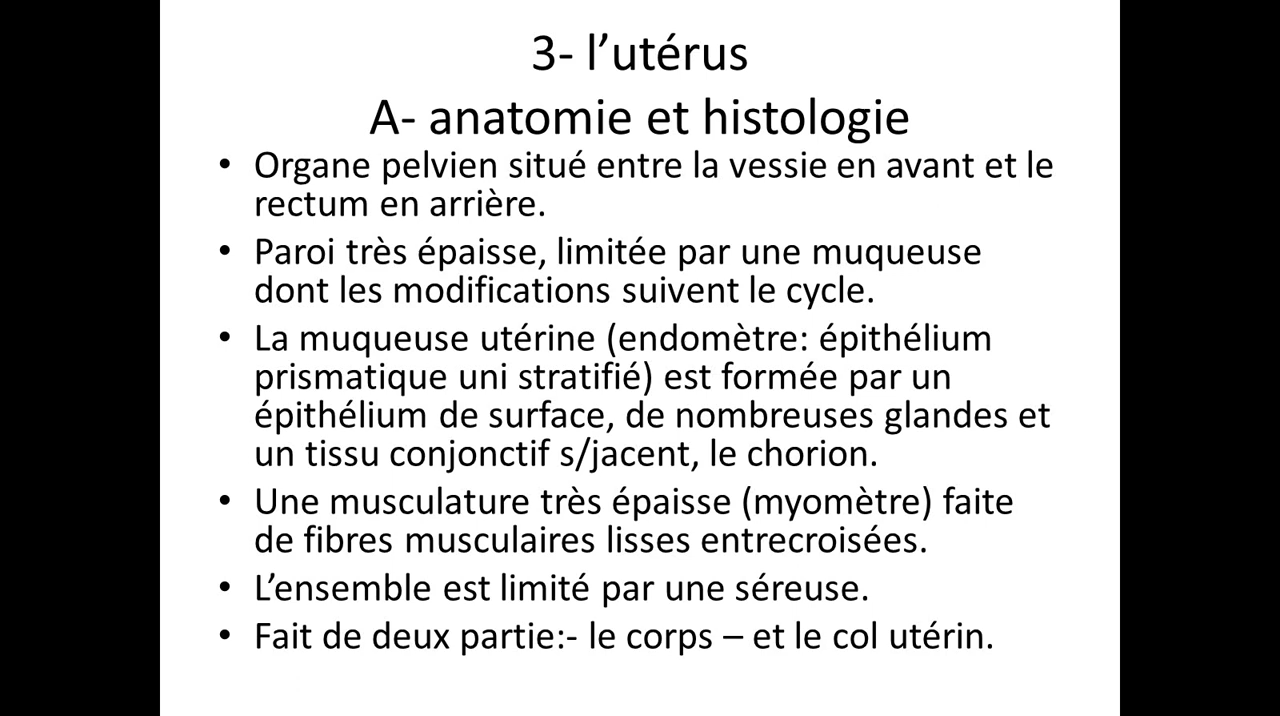 3- l’utérus
A- anatomie et histologie
• Organe pelvien situé entre la vessie en avant et le
rectum en arrière.
• Paroi très épaisse, limitée par une muqueuse
dont les modifications suivent le cycle.
• La muqueuse utérine (endomètre: épithélium
prismatique uni stratifié) est formée par un
épithélium de surface, de nombreuses glandes et
un tissu conjonctif s/jacent, le chorion.
• Une musculature très épaisse (myomètre) faite
de fibres musculaires lisses entrecroisées.
• L’ensemble est limité par une séreuse.
• Fait de deux partie:- le corps – et le col utérin.